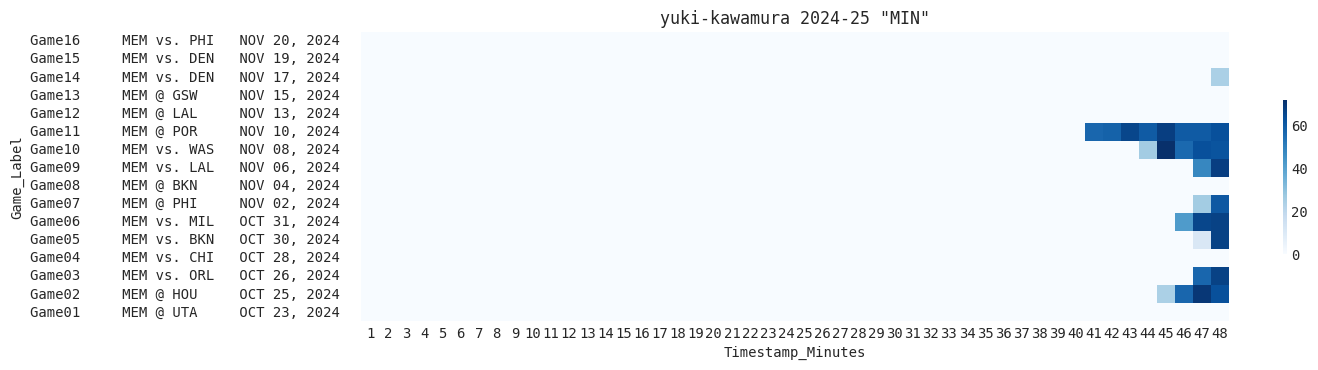 yuki-kawamura 2024-25 "MIN"
Game16 MEM vs. PHI NOV 20, 2024
Game15 MEM vs. DEN NOV 19, 2024
Game14 MEM vs. DEN NOV 17, 2024
Game13 MEM @ GSW NOV 15, 2024
Game12 MEM @ LAL NOV 13, 2024
Game11 MEM @ POR NOV 10, 2024
Game10 MEM vs. WAS NOV 08, 2024
Game09 MEM vs. LAL NOV 06, 2024
Game08 MEM @ BKN NOV 04, 2024
Game07 MEM @ PHI NOV 02, 2024
Game06 MEM vs. MIL OCT 31, 2024
Game05 MEM vs. BKN OCT 30, 2024
Game04 MEM vs. CHI OCT 28, 2024
Game03 MEM vs. ORL OCT 26, 2024
Game02 MEM @ HOU OCT 25, 2024
Game01 MEM @ UTA OCT 23, 2024
Game_Label
1 2 3 4 5 6 7 8 9 10 11 12 13 14 15 16 17 18 19 20 21 22 23 24 25 26 27 28 29 30 31 32 33 34 35 36 37 38 39 40 41 42 43 44 45 46 47 48
Timestamp_Minutes
60
40
20
0